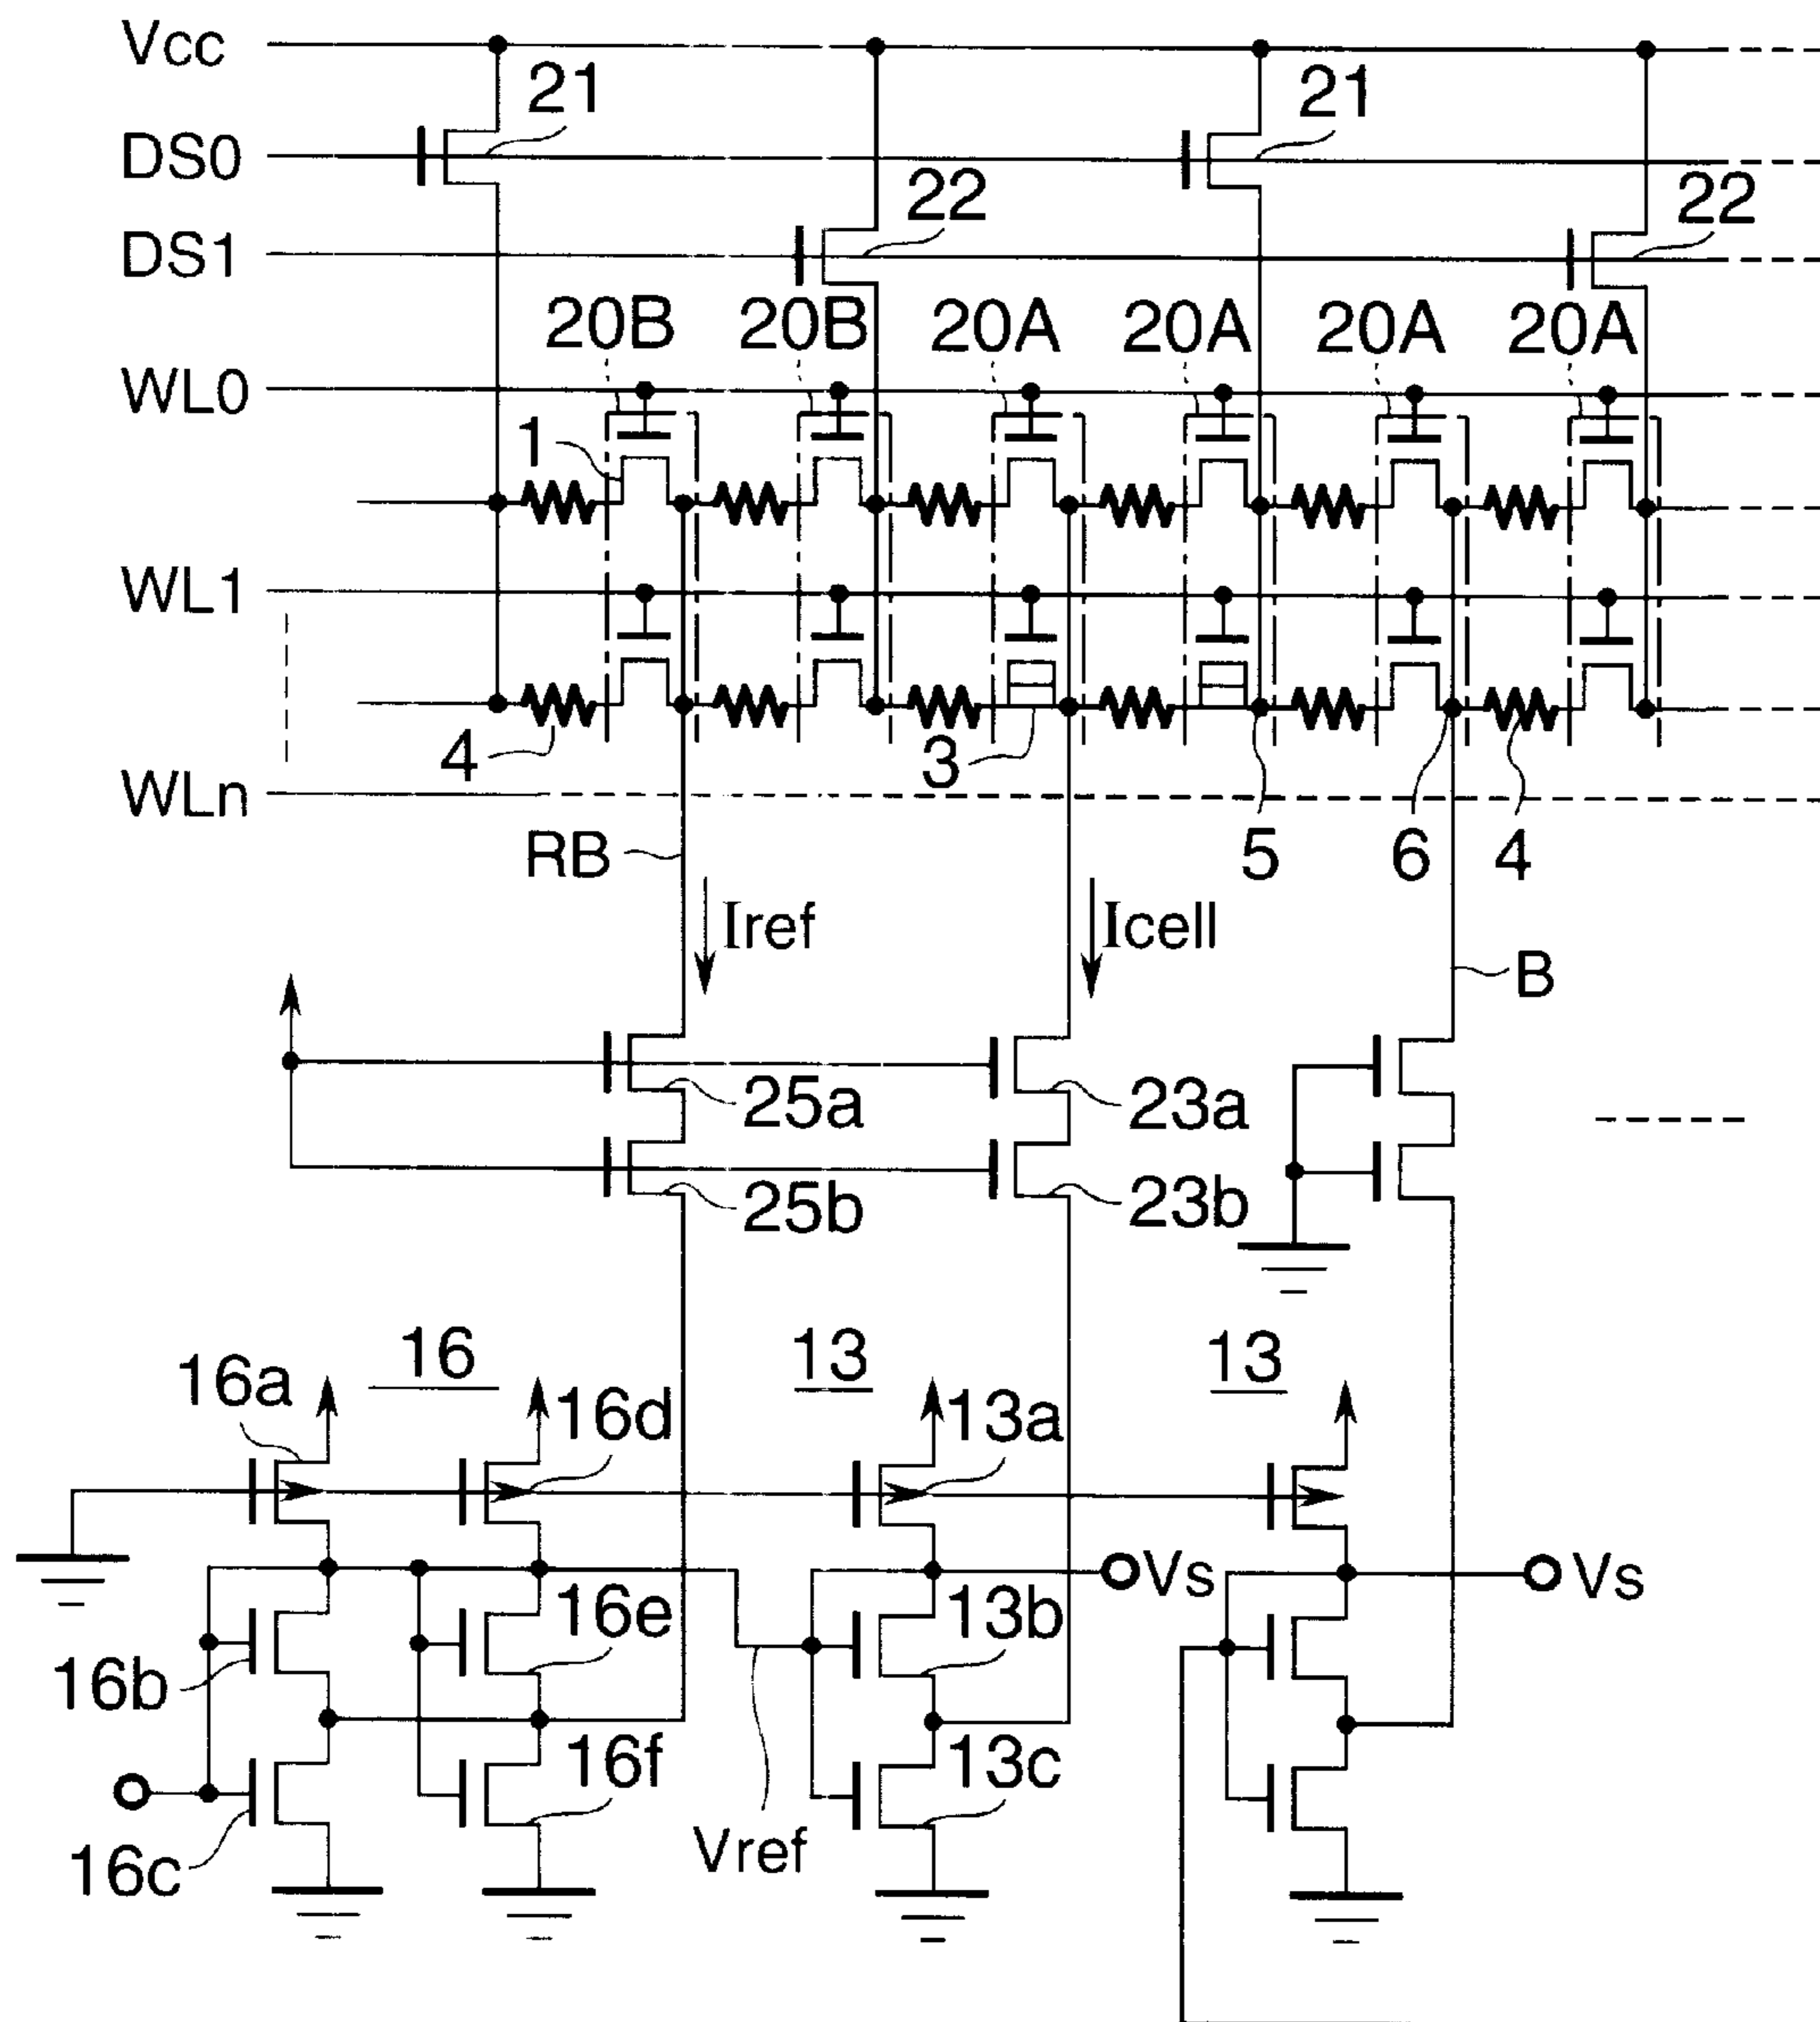 Vcc
21
21
DS0
22
22
DS1
20B 20B 20A 20A 20A 20A
WL0
1
WL1
4
3
WLn
RB
5
6
4
Iref
Icell
B
25a
23a
25b
23b
16
13
13
16a
16d
13a
Vs
Vs
16e
13b
16b
16f
13c
Vref
16c